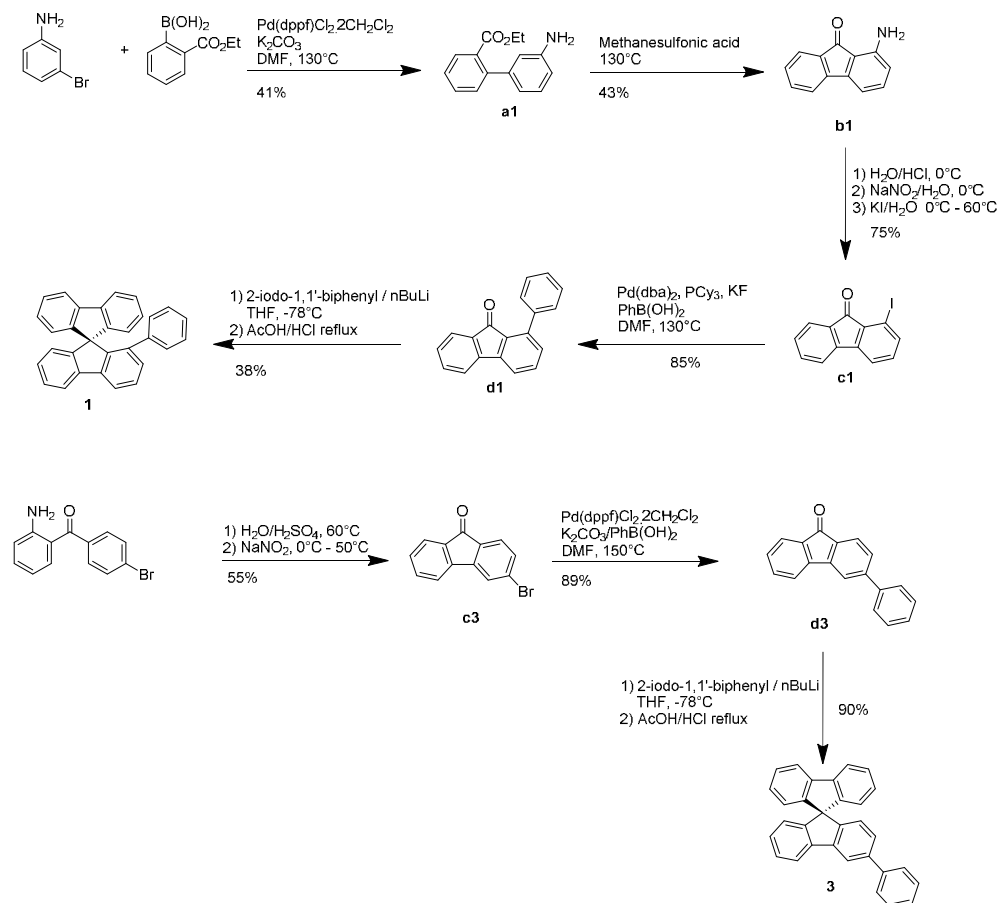 NH2
Br
+
B(OH)2
CO2Et
Pd(dppf)Cl2.2CH2Cl2
K2CO3
DMF, 130°C
41%
CO2Et
NH2
a1
Methanesulfonic acid
130°C
43%
O
NH2
b1
1) H2O/HCl, 0°C
2) NaNO2/H2O, 0°C
3) KI/H2O 0°C - 60°C
75%
O
I
c1
Pd(dba)2, PCy3, KF
PhB(OH)2
DMF, 130°C
85%
O
d1
1) 2-iodo-1,1'-biphenyl / nBuLi
THF, -78°C
2) AcOH/HCl reflux
38%
1
NH2
O
Br
1) H2O/H2SO4, 60°C
2) NaNO2, 0°C - 50°C
55%
O
Br
c3
Pd(dppf)Cl2.2CH2Cl2
K2CO3/PhB(OH)2
DMF, 150°C
89%
O
d3
1) 2-iodo-1,1'-biphenyl / nBuLi
THF, -78°C
2) AcOH/HCl reflux
90%
3